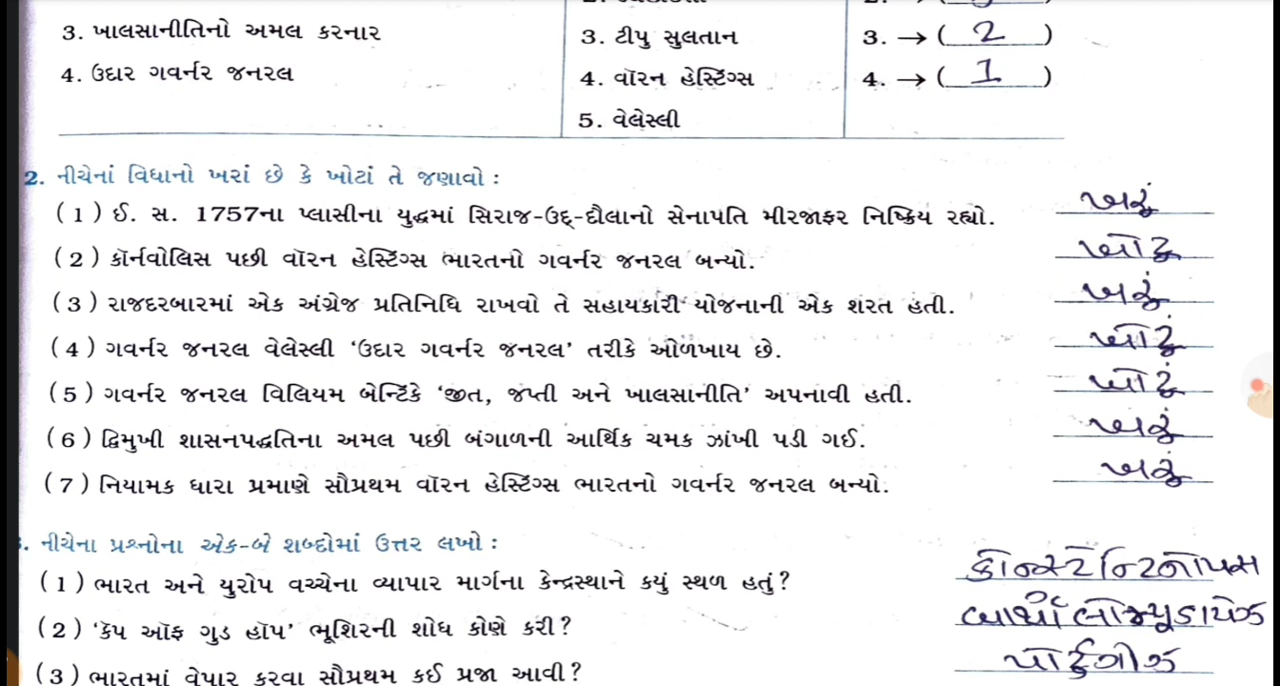 3. ખાલસાનીતિનો અમલ કરનાર 3. ટીપુ સુલતાન 3. → ( 2 )
4. ઉદાર ગવર્નર જનરલ 4. વૉરન હેસ્ટિંગ્સ 4. → ( 1 )
5. વેલેસ્લી
2. નીચેનાં વિધાનો ખરાં છે કે ખોટાં તે જણાવો :
(1) ઈ. સ. 1757ના પ્લાસીના યુદ્ધમાં સિરાજ-ઉદ્-દૌલાનો સેનાપતિ મીરજાફર નિષ્ક્રિય રહ્યો. ખરૂં
(2) કૉર્નવોલિસ પછી વૉરન હેસ્ટિંગ્સ ભારતનો ગવર્નર જનરલ બન્યો. ખોટુ
(3) રાજદરબારમાં એક અંગ્રેજ પ્રતિનિધિ રાખવો તે સહાયકારી યોજનાની એક શરત હતી. ખરૂં
(4) ગવર્નર જનરલ વેલેસ્લી ‘ઉદાર ગવર્નર જનરલ’ તરીકે ઓળખાય છે. ખોટું
(5) ગવર્નર જનરલ વિલિયમ બેન્ટિંકે ‘જીત, જપ્તી અને ખાલસાનીતિ’ અપનાવી હતી. ખોટું
(6) દ્વિમુખી શાસનપદ્ધતિના અમલ પછી બંગાળની આર્થિક ચમક ઝાંખી પડી ગઈ. ખરૂં
(7) નિયામક ધારા પ્રમાણે સૌપ્રથમ વૉરન હેસ્ટિંગ્સ ભારતનો ગવર્નર જનરલ બન્યો. ખરૂં
નીચેના પ્રશ્નોના એક-બે શબ્દોમાં ઉત્તર લખો :
(1) ભારત અને યુરોપ વચ્ચેના વ્યાપાર માર્ગના કેન્દ્રસ્થાને કયું સ્થળ હતું? કોન્સ્ટેન્ટિનોપલ
(2) ‘કૅપ ઑફ ગુડ હૉપ’ ભૂશિરની શોધ કોણે કરી? બાર્થોલોમ્યુડાયેઝ
(3) ભારતમાં વેપાર કરવા સૌપ્રથમ કઈ પ્રજા આવી? પોર્ટુગીઝ